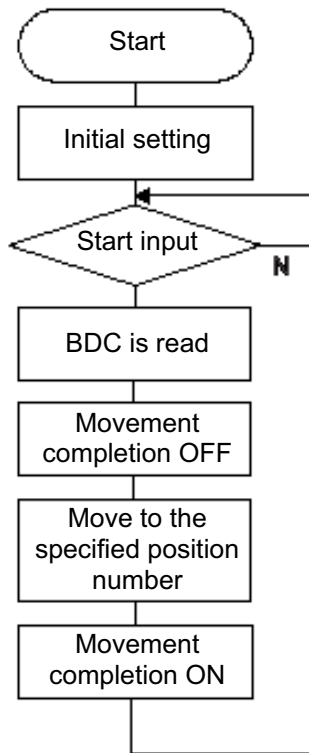 Start
Initial setting
Start input
N
BDC is read
Movement
completion OFF
Move to the
specified position
number
Movement
completion ON